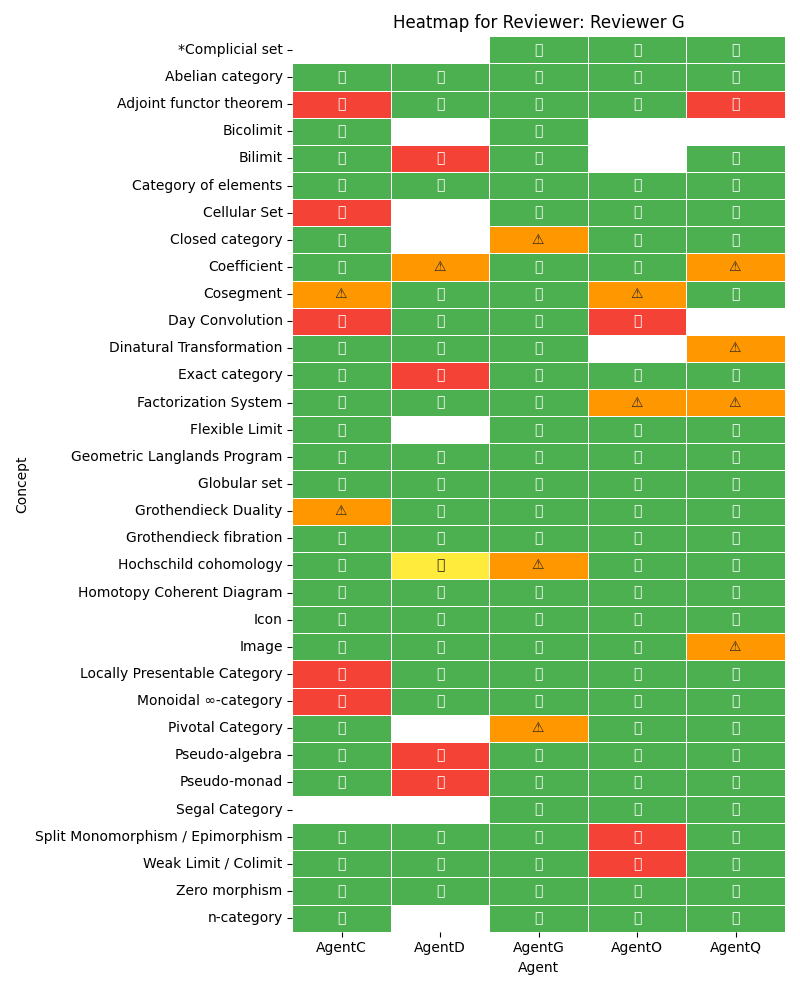 Heatmap for Reviewer: Reviewer G
*Complicial set
Abelian category
Adjoint functor theorem
Bicolimit
Bilimit
Category of elements
Cellular Set
Closed category
⚠
Coefficient
⚠ ⚠
Cosegment
⚠ ⚠
Day Convolution
Dinatural Transformation
⚠
Exact category
Factorization System
⚠ ⚠
Flexible Limit
Geometric Langlands Program
Globular set
Grothendieck Duality
⚠
Grothendieck fibration
Hochschild cohomology
⚠
Homotopy Coherent Diagram
Icon
Image
⚠
Locally Presentable Category
Monoidal ∞-category
Pivotal Category
⚠
Pseudo-algebra
Pseudo-monad
Segal Category
Split Monomorphism / Epimorphism
Weak Limit / Colimit
Zero morphism
n-category
Concept
AgentC AgentD AgentG AgentO AgentQ
Agent